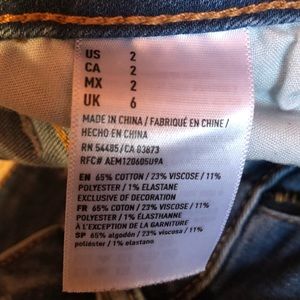 US 2
CA 2
MX 2
UK 6
MADE IN CHINA / FABRIQUÉ EN CHINE /
HECHO EN CHINA
RN 54485/CA 03673
RFC# AEM120605U9A
EN 65% COTTON / 23% VISCOSE / 11%
POLYESTER / 1% ELASTANE
EXCLUSIVE OF DECORATION
FR 65% COTON / 23% VISCOSE / 11%
POLYESTER / 1% ÉLASTHANNE
À L'EXCEPTION DE LA GARNITURE
SP 65% algodón / 23% viscosa / 11%
poliéster / 1% elastano